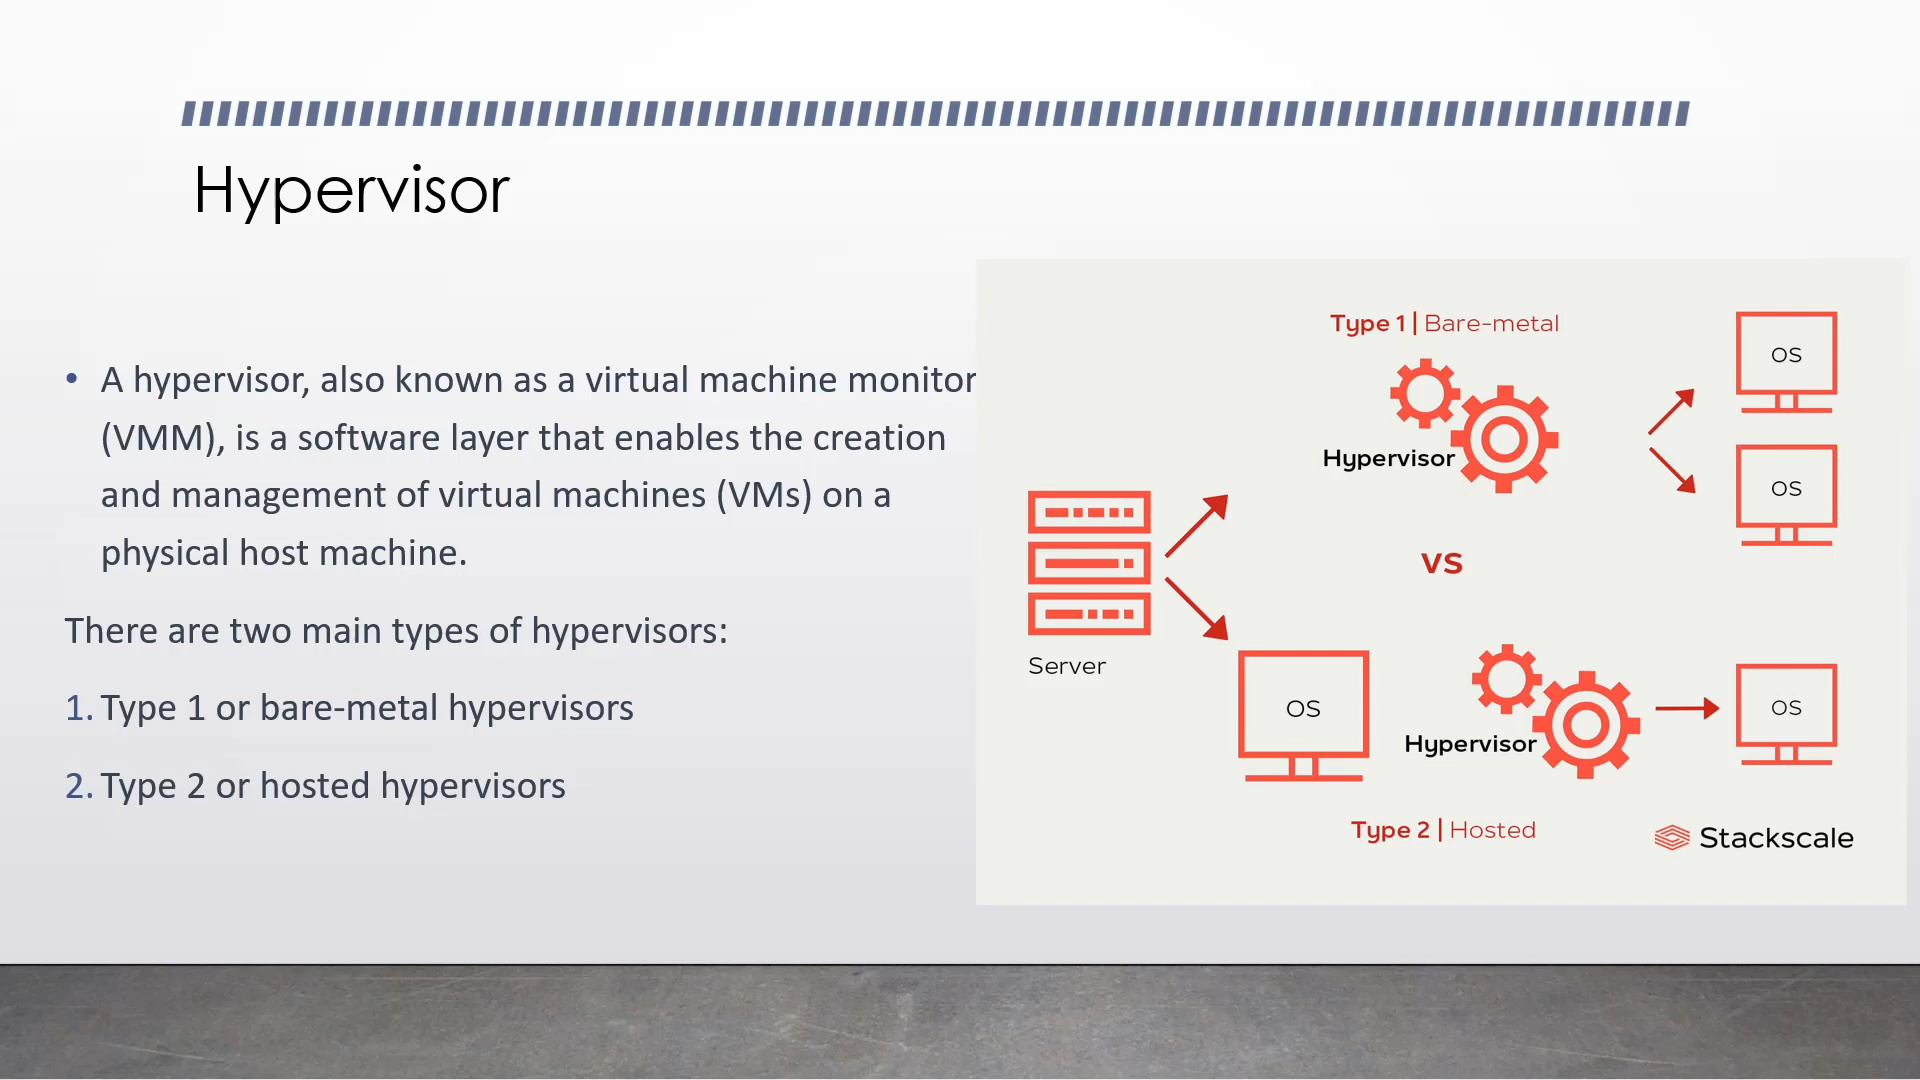 Hypervisor
• A hypervisor, also known as a virtual machine monitor
(VMM), is a software layer that enables the creation
and management of virtual machines (VMs) on a
physical host machine.
There are two main types of hypervisors:
1. Type 1 or bare-metal hypervisors
2. Type 2 or hosted hypervisors
Type 1 | Bare-metal
Hypervisor
OS
OS
vs
Server
OS
Hypervisor
OS
Type 2 | Hosted
Stackscale